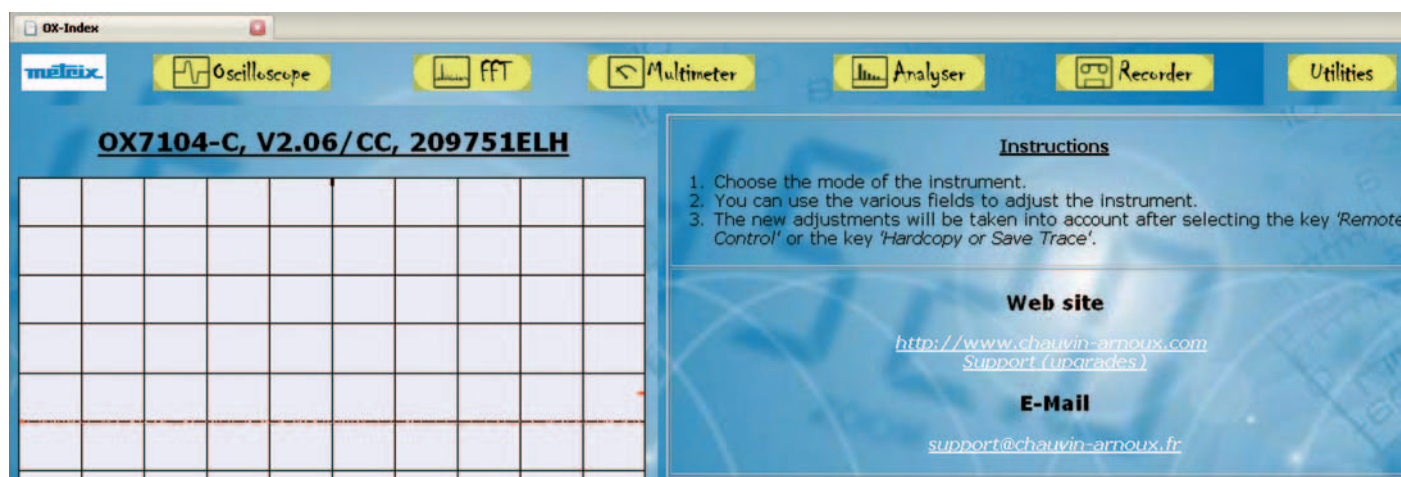 OX-Index
metrix
Oscilloscope
FFT
Multimeter
Analyser
Recorder
Utilities
OX7104-C, V2.06/CC, 209751ELH
Instructions
1. Choose the mode of the instrument.
2. You can use the various fields to adjust the instrument.
3. The new adjustments will be taken into account after selecting the key 'Remote
Control' or the key 'Hardcopy or Save Trace'.
Web site
http://www.chauvin-arnoux.com
Support (upgrades)
E-Mail
support@chauvin-arnoux.fr